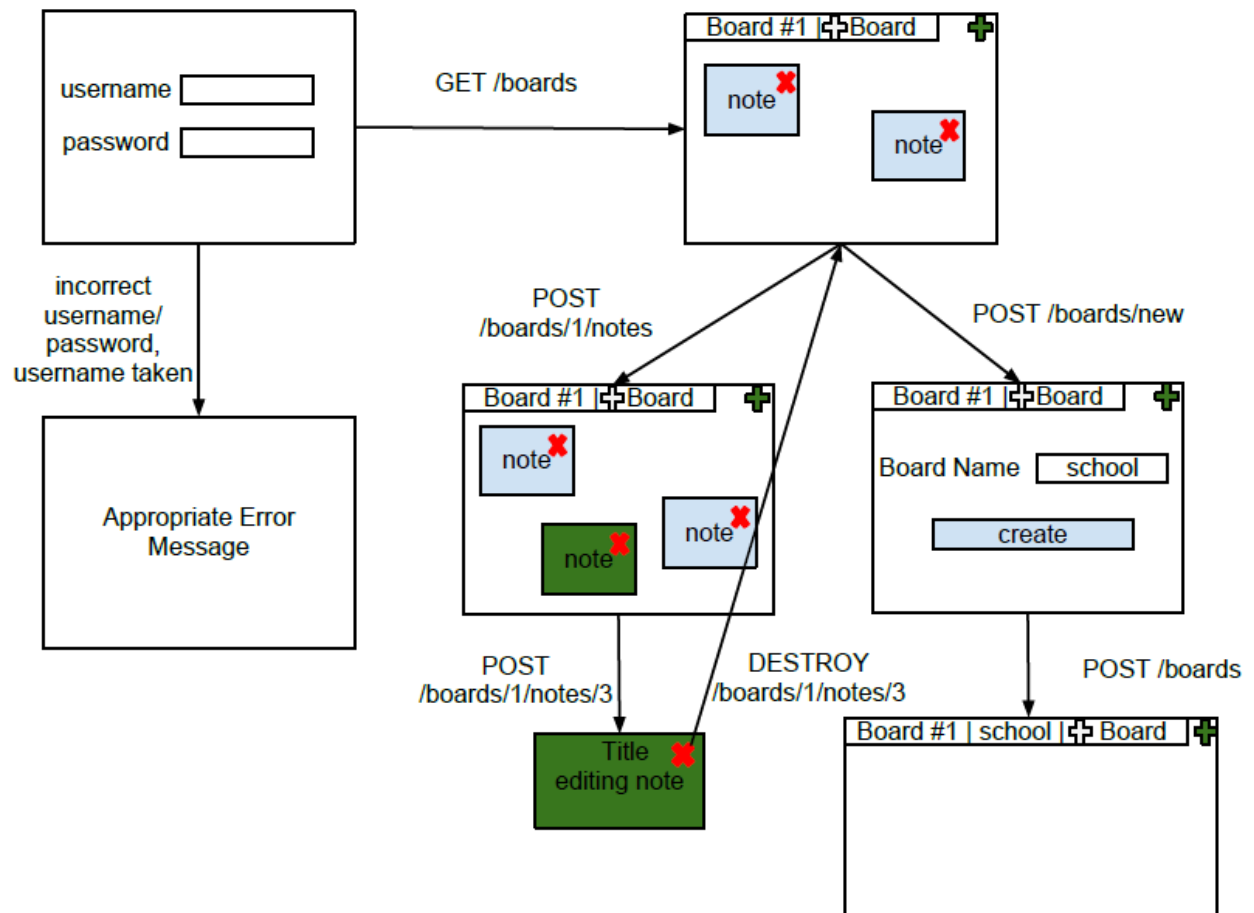 username
password
GET /boards
Board #1 | Board
note
note
incorrect
username/
password,
username taken
POST
/boards/1/notes
POST /boards/new
Board #1 | Board
note
note
note
Board #1 | Board
Board Name school
create
Appropriate Error
Message
POST
/boards/1/notes/3
DESTROY
/boards/1/notes/3
POST /boards
Title
editing note
Board #1 | school | Board